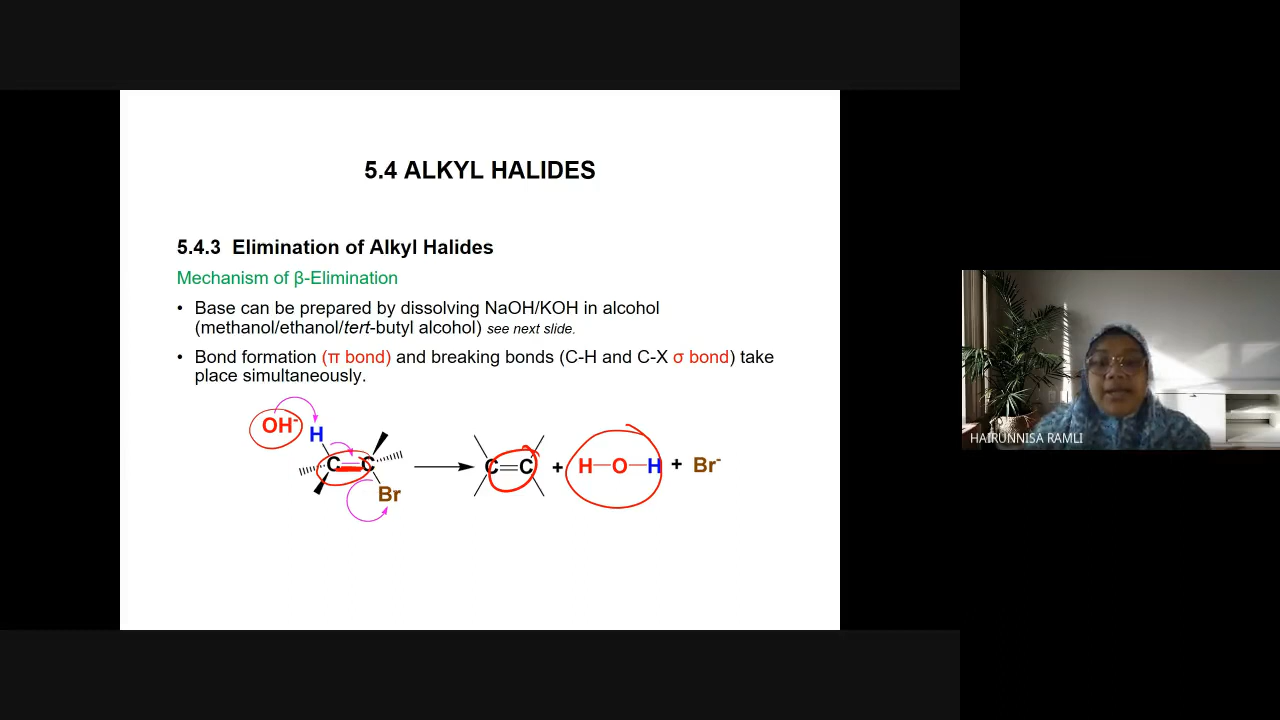 5.4 ALKYL HALIDES
5.4.3 Elimination of Alkyl Halides
Mechanism of β-Elimination
• Base can be prepared by dissolving NaOH/KOH in alcohol
(methanol/ethanol/tert-butyl alcohol) see next slide.
• Bond formation (π bond) and breaking bonds (C-H and C-X σ bond) take
place simultaneously.
OH-
H
C=C
Br
C=C + H-O-H + Br-
HAIRUNNISA RAMLI